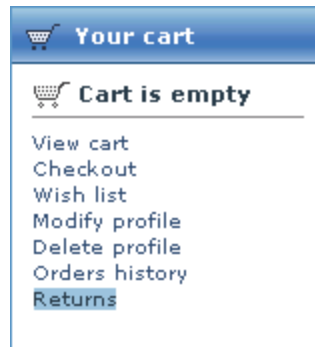 Your cart
Cart is empty
View cart
Checkout
Wish list
Modify profile
Delete profile
Orders history
Returns